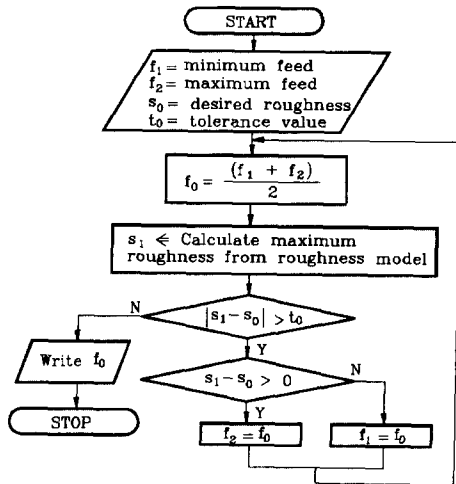 START
f₁ = minimum feed
f₂ = maximum feed
s₀ = desired roughness
t₀ = tolerance value
f₀ = (f₁ + f₂) / 2
s₁ ⋲ Calculate maximum
roughness from roughness model
N
|s₁ − s₀| > t₀
Write f₀
Y
s₁ − s₀ > 0
N
STOP
Y
f₂ = f₀
f₁ = f₀